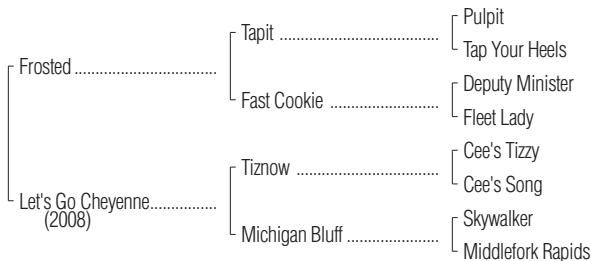 Pulpit
Tapit ..............................
Tap Your Heels
Frosted ...........................
Deputy Minister
Fast Cookie ....................
Fleet Lady
Cee's Tizzy
Tiznow ...........................
Cee's Song
Let's Go Cheyenne.............
(2008)
Skywalker
Michigan Bluff .................
Middlefork Rapids